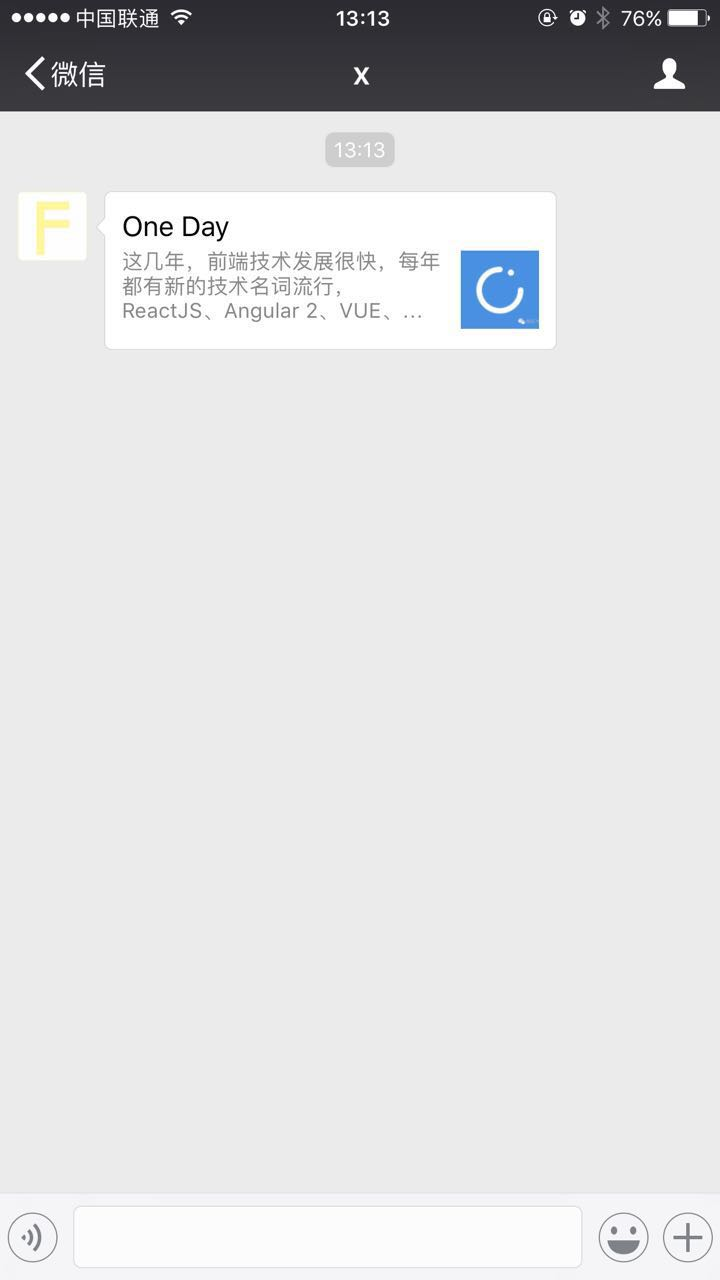 中国联通 13:13 76%
微信 X
13:13
F
One Day
这几年，前端技术发展很快，每年
都有新的技术名词流行，
ReactJS、Angular 2、VUE、...